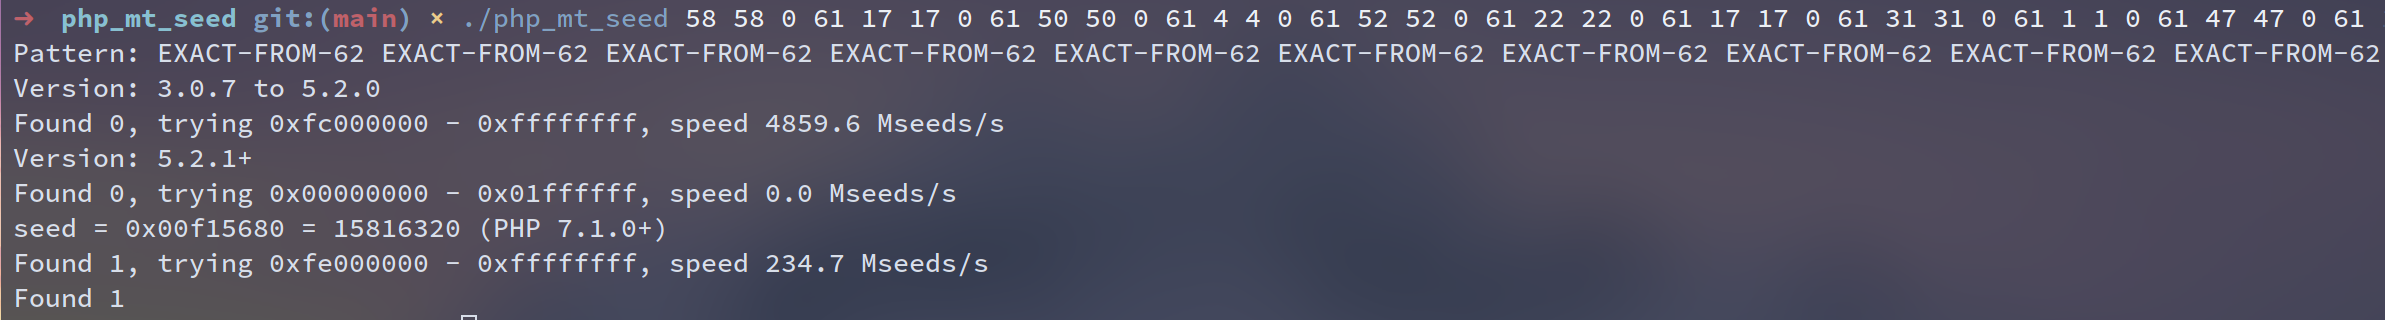 ➜  php_mt_seed git:(main) × ./php_mt_seed 58 58 0 61 17 17 0 61 50 50 0 61 4 4 0 61 52 52 0 61 22 22 0 61 17 17 0 61 31 31 0 61 1 1 0 61 47 47 0 61
Pattern: EXACT-FROM-62 EXACT-FROM-62 EXACT-FROM-62 EXACT-FROM-62 EXACT-FROM-62 EXACT-FROM-62 EXACT-FROM-62 EXACT-FROM-62 EXACT-FROM-62 EXACT-FROM-62
Version: 3.0.7 to 5.2.0
Found 0, trying 0xfc000000 - 0xffffffff, speed 4859.6 Mseeds/s
Version: 5.2.1+
Found 0, trying 0x00000000 - 0x01ffffff, speed 0.0 Mseeds/s
seed = 0x00f15680 = 15816320 (PHP 7.1.0+)
Found 1, trying 0xfe000000 - 0xffffffff, speed 234.7 Mseeds/s
Found 1